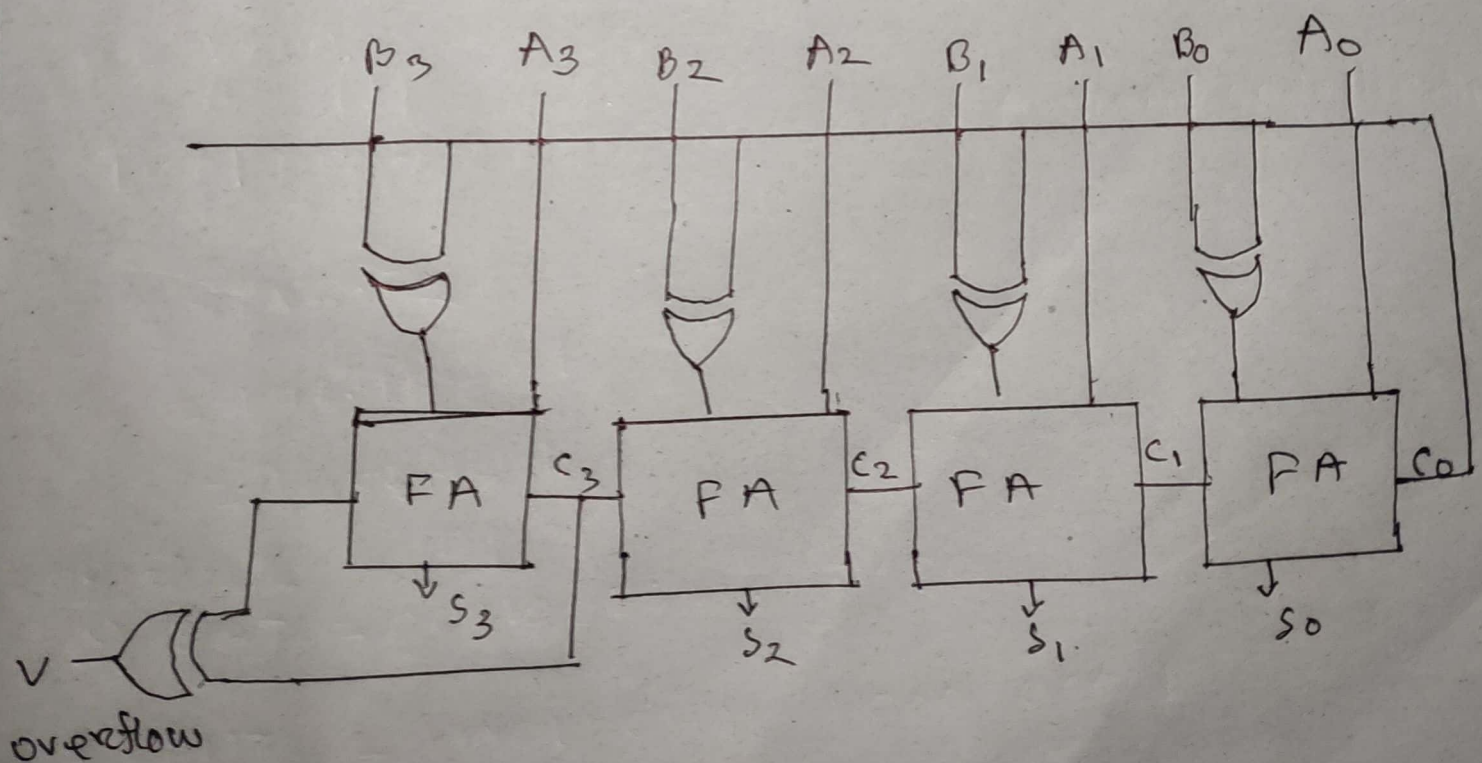 B3 A3 B2 A2 B1 A1 B0 A0
FA C3 FA C2 FA C1 FA C0
S3 S2 S1 S0
V
overflow